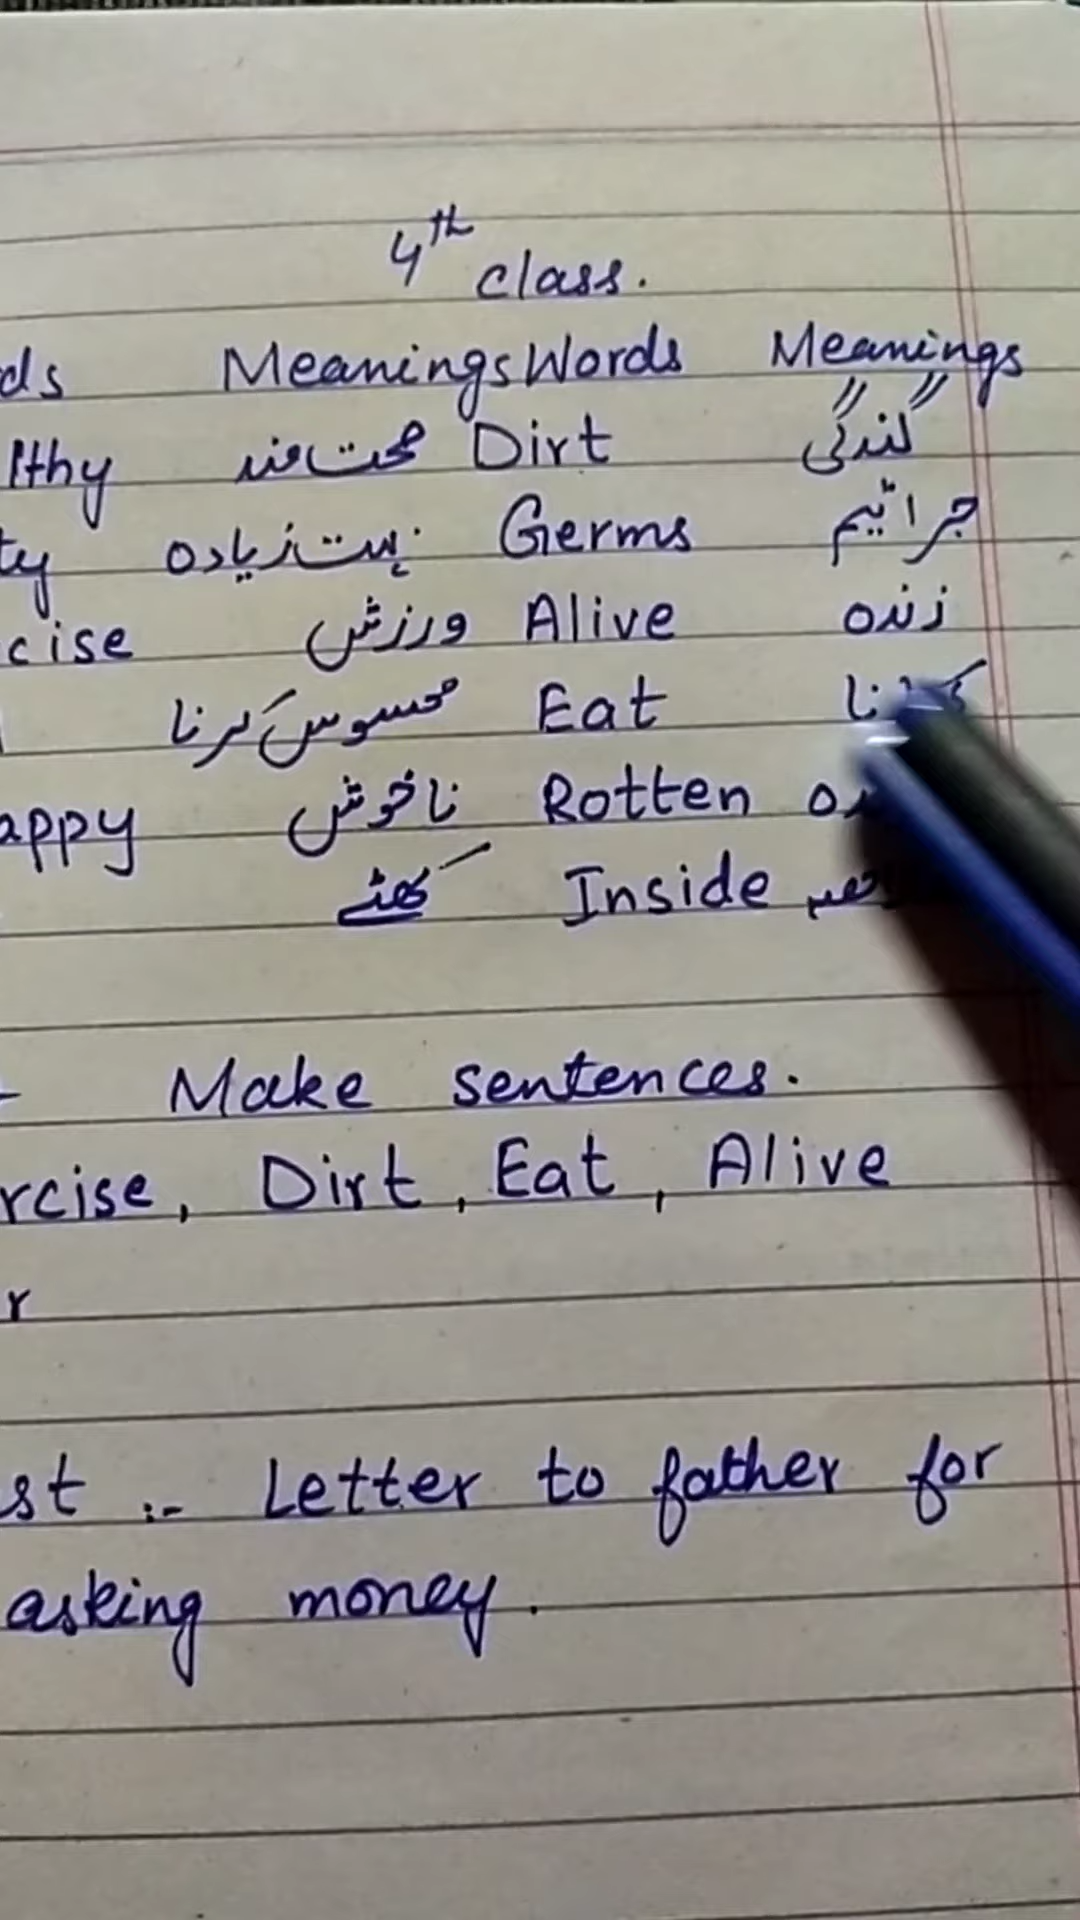 4th class.
ds Meanings Words Meanings
lthy صحت مند Dirt گندگی
ty بہت زیادہ Germs جراثیم
cise ورزش Alive زندہ
محسوس کرنا Eat
appy ناخوش Rotten
کھٹے Inside
Make sentences.
rcise, Dirt, Eat, Alive
r
st :- Letter to father for
asking money.